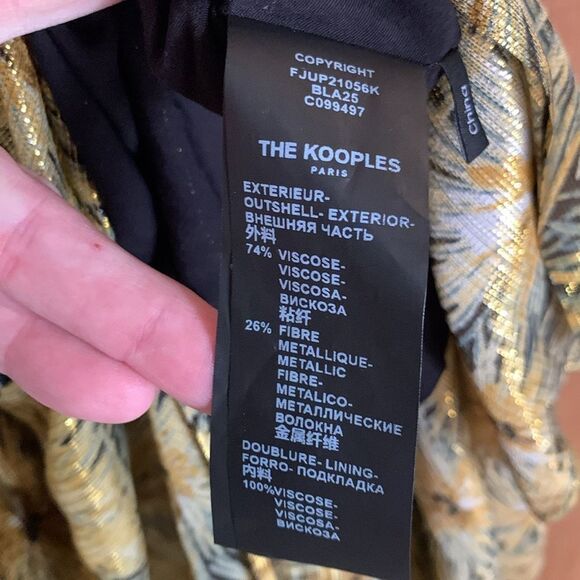 COPYRIGHT
FJUP21056K
BLA25
C099497
THE KOOPLES
PARIS
EXTERIEUR-
OUTSHELL- EXTERIOR-
ВНЕШНЯЯ ЧАСТЬ
外料
74% VISCOSE-
VISCOSE-
VISCOSA-
ВИСКОЗА
粘纤
26% FIBRE
METALLIQUE-
METALLIC
FIBRE-
METALICO-
МЕТАЛЛИЧЕСКИЕ
ВОЛОКНА
金属纤维
DOUBLURE- LINING-
FORRO- ПОДКЛАДКА
内料
100%VISCOSE-
VISCOSE-
VISCOSA-
ВИСКОЗА
china